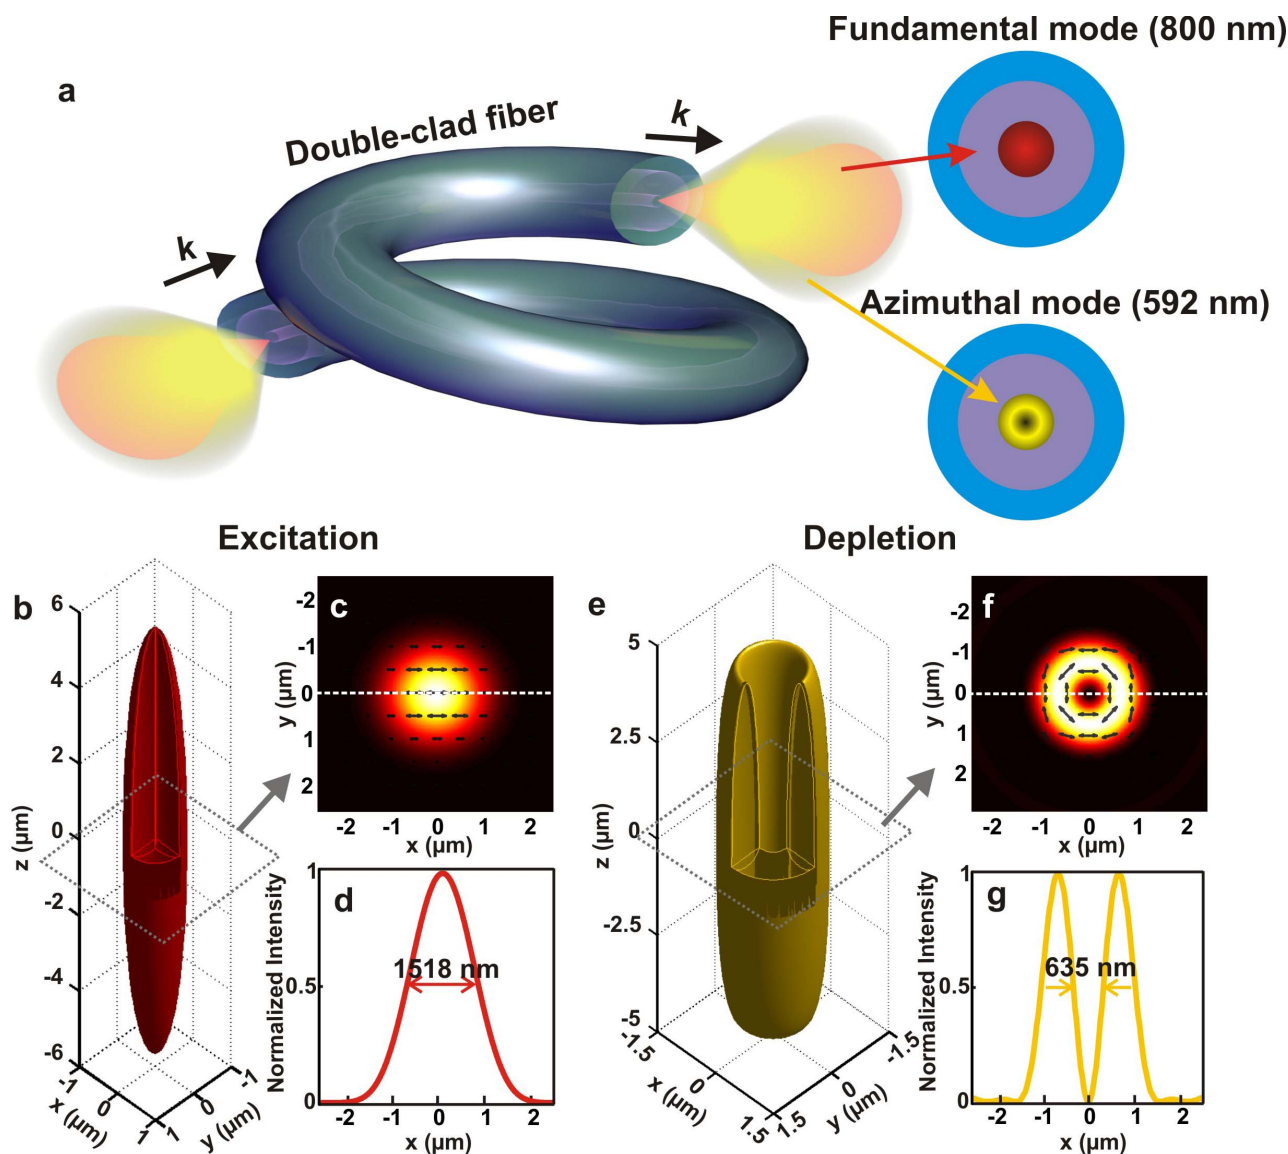 Fundamental mode (800 nm)
a
Double-clad fiber
k
k
Azimuthal mode (592 nm)
Excitation
Depletion
b
6
4
2
0
-2
-4
-6
z (µm)
-1
0
1
x (µm)
1
0
-1
y (µm)
c
-2
-1
0
1
2
y (µm)
-2 -1 0 1 2
x (µm)
d
1
0.5
0
Normalized Intensity
1518 nm
-2 -1 0 1 2
x (µm)
e
5
2.5
0
-2.5
-5
z (µm)
-1.5
0
1.5
x (µm)
1.5
0
-1.5
y (µm)
f
-2
-1
0
1
2
y (µm)
-2 -1 0 1 2
x (µm)
g
1
0.5
0
Normalized Intensity
635 nm
-2 -1 0 1 2
x (µm)